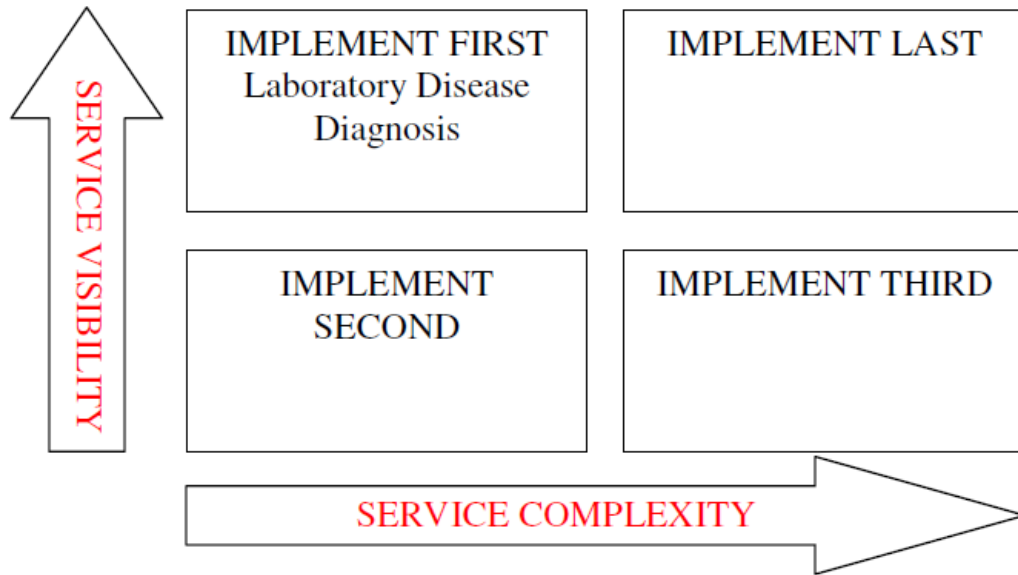 SERVICE VISIBILITY
IMPLEMENT FIRST
Laboratory Disease
Diagnosis
IMPLEMENT LAST
IMPLEMENT
SECOND
IMPLEMENT THIRD
SERVICE COMPLEXITY